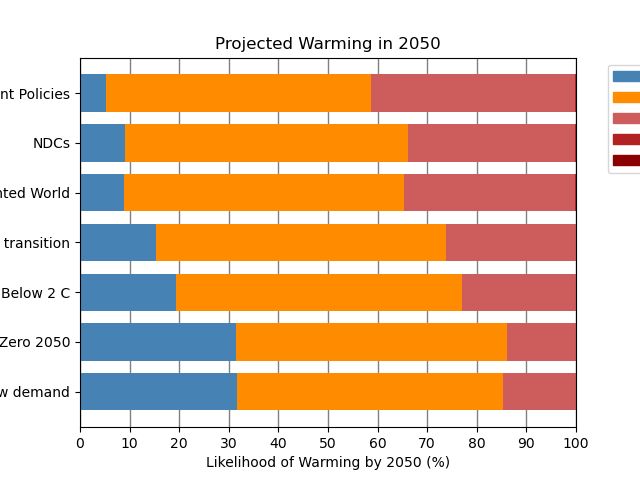 Projected Warming in 2050
nt Policies
NDCs
nted World
transition
Below 2 C
Zero 2050
w demand
0 10 20 30 40 50 60 70 80 90 100
Likelihood of Warming by 2050 (%)